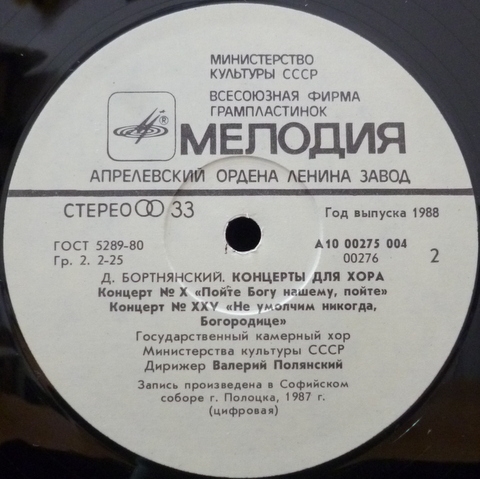 МИНИСТЕРСТВО
КУЛЬТУРЫ СССР
ВСЕСОЮЗНАЯ ФИРМА
ГРАМПЛАСТИНОК
® МЕЛОДИЯ
АПРЕЛЕВСКИЙ ОРДЕНА ЛЕНИНА ЗАВОД
СТЕРЕО 33 Год выпуска 1988
ГОСТ 5289-80 А10 00275 004
Гр. 2. 2-25 00276 2
Д. БОРТНЯНСКИЙ. КОНЦЕРТЫ ДЛЯ ХОРА
Концерт № X «Пойте Богу нашему, пойте»
Концерт № XXV «Не умолчим никогда,
Богородице»
Государственный камерный хор
Министерства культуры СССР
Дирижер Валерий Полянский
Запись произведена в Софийском
соборе г. Полоцка, 1987 г.
(цифровая)